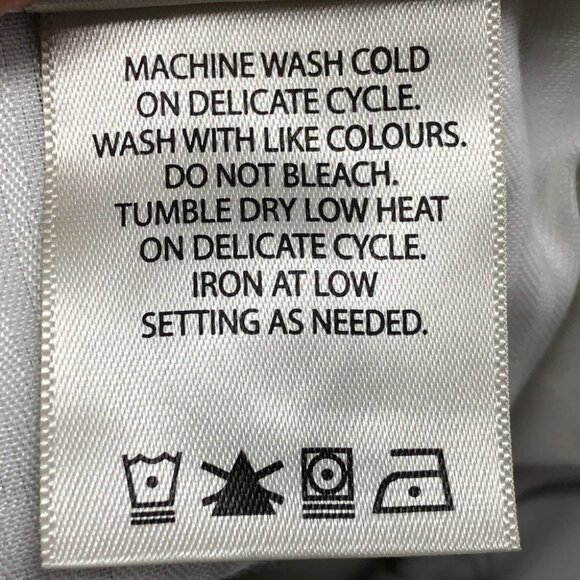 MACHINE WASH COLD
ON DELICATE CYCLE.
WASH WITH LIKE COLOURS.
DO NOT BLEACH.
TUMBLE DRY LOW HEAT
ON DELICATE CYCLE.
IRON AT LOW
SETTING AS NEEDED.